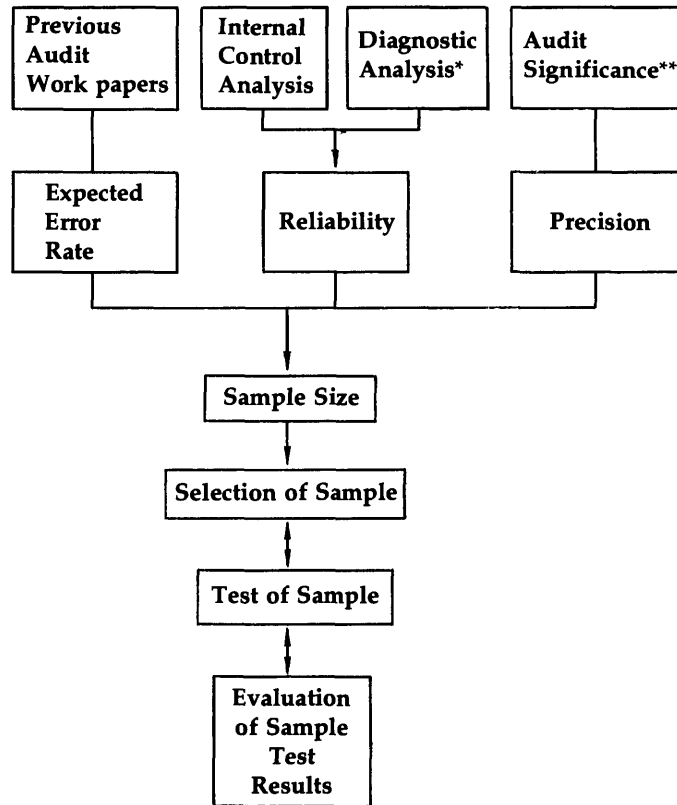 Previous
Audit
Work papers
Internal
Control
Analysis
Diagnostic
Analysis*
Audit
Significance**
Expected
Error
Rate
Reliability
Precision
Sample Size
Selection of Sample
Test of Sample
Evaluation
of Sample
Test
Results